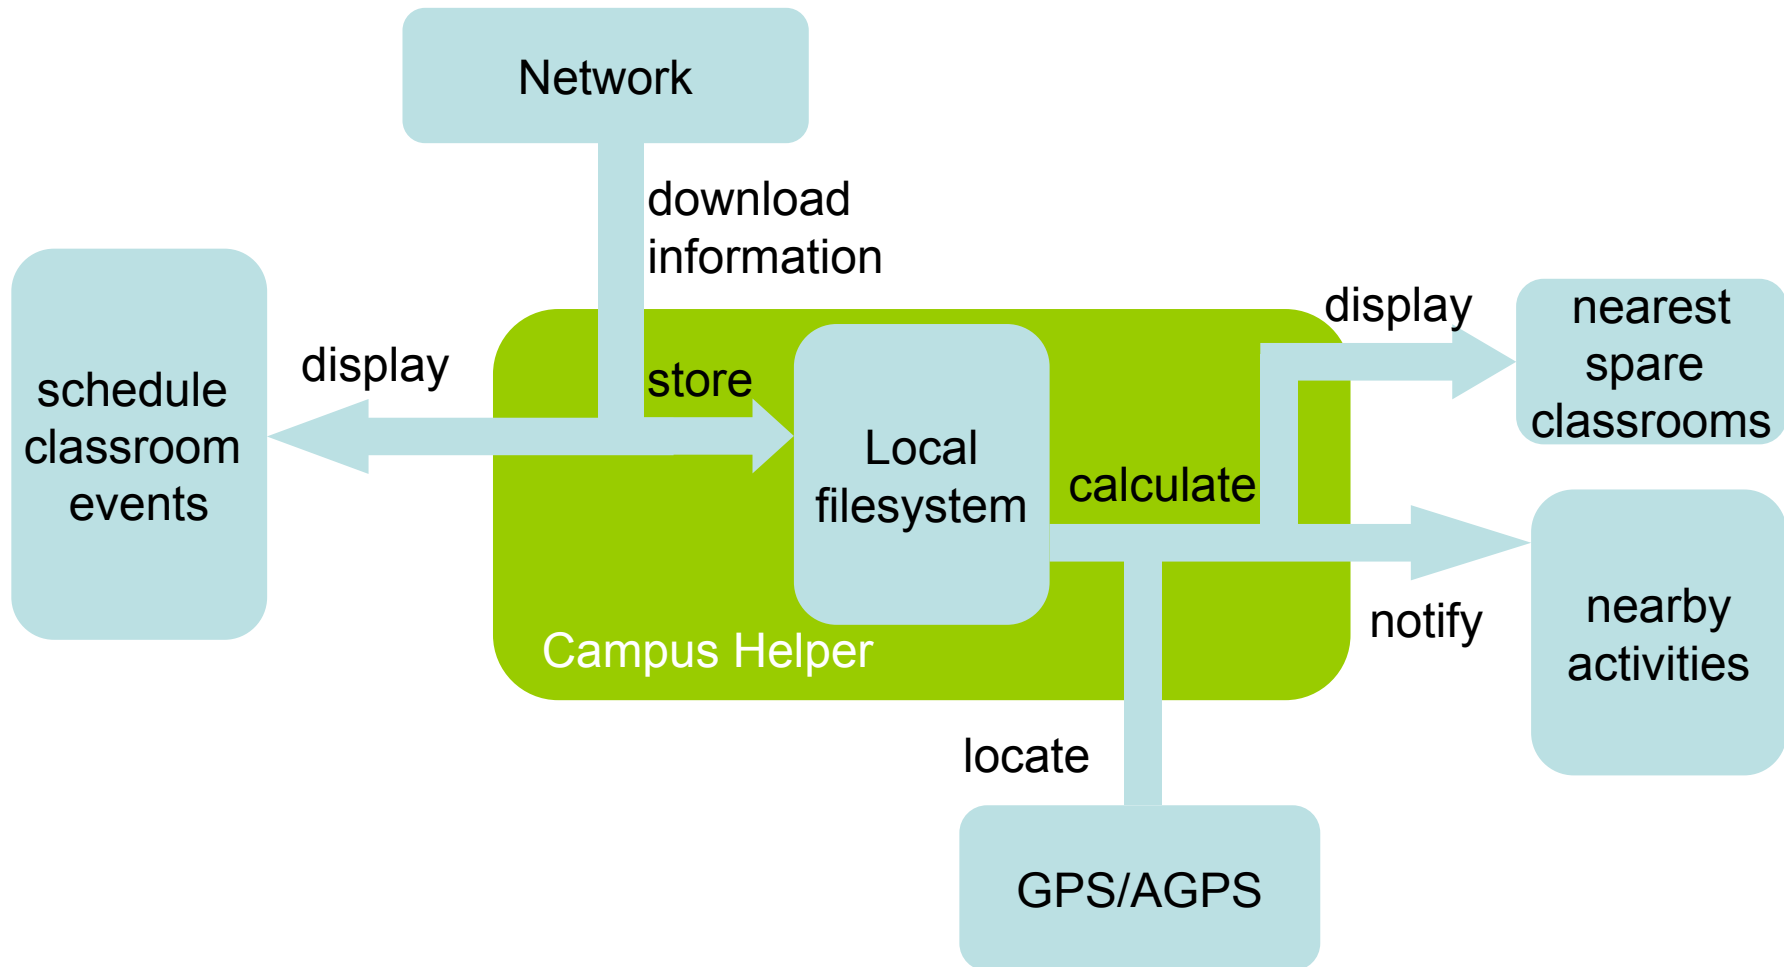 Network
download
information
display
schedule
classroom
events
store
Local
filesystem
calculate
display
nearest
spare
classrooms
notify
nearby
activities
Campus Helper
locate
GPS/AGPS